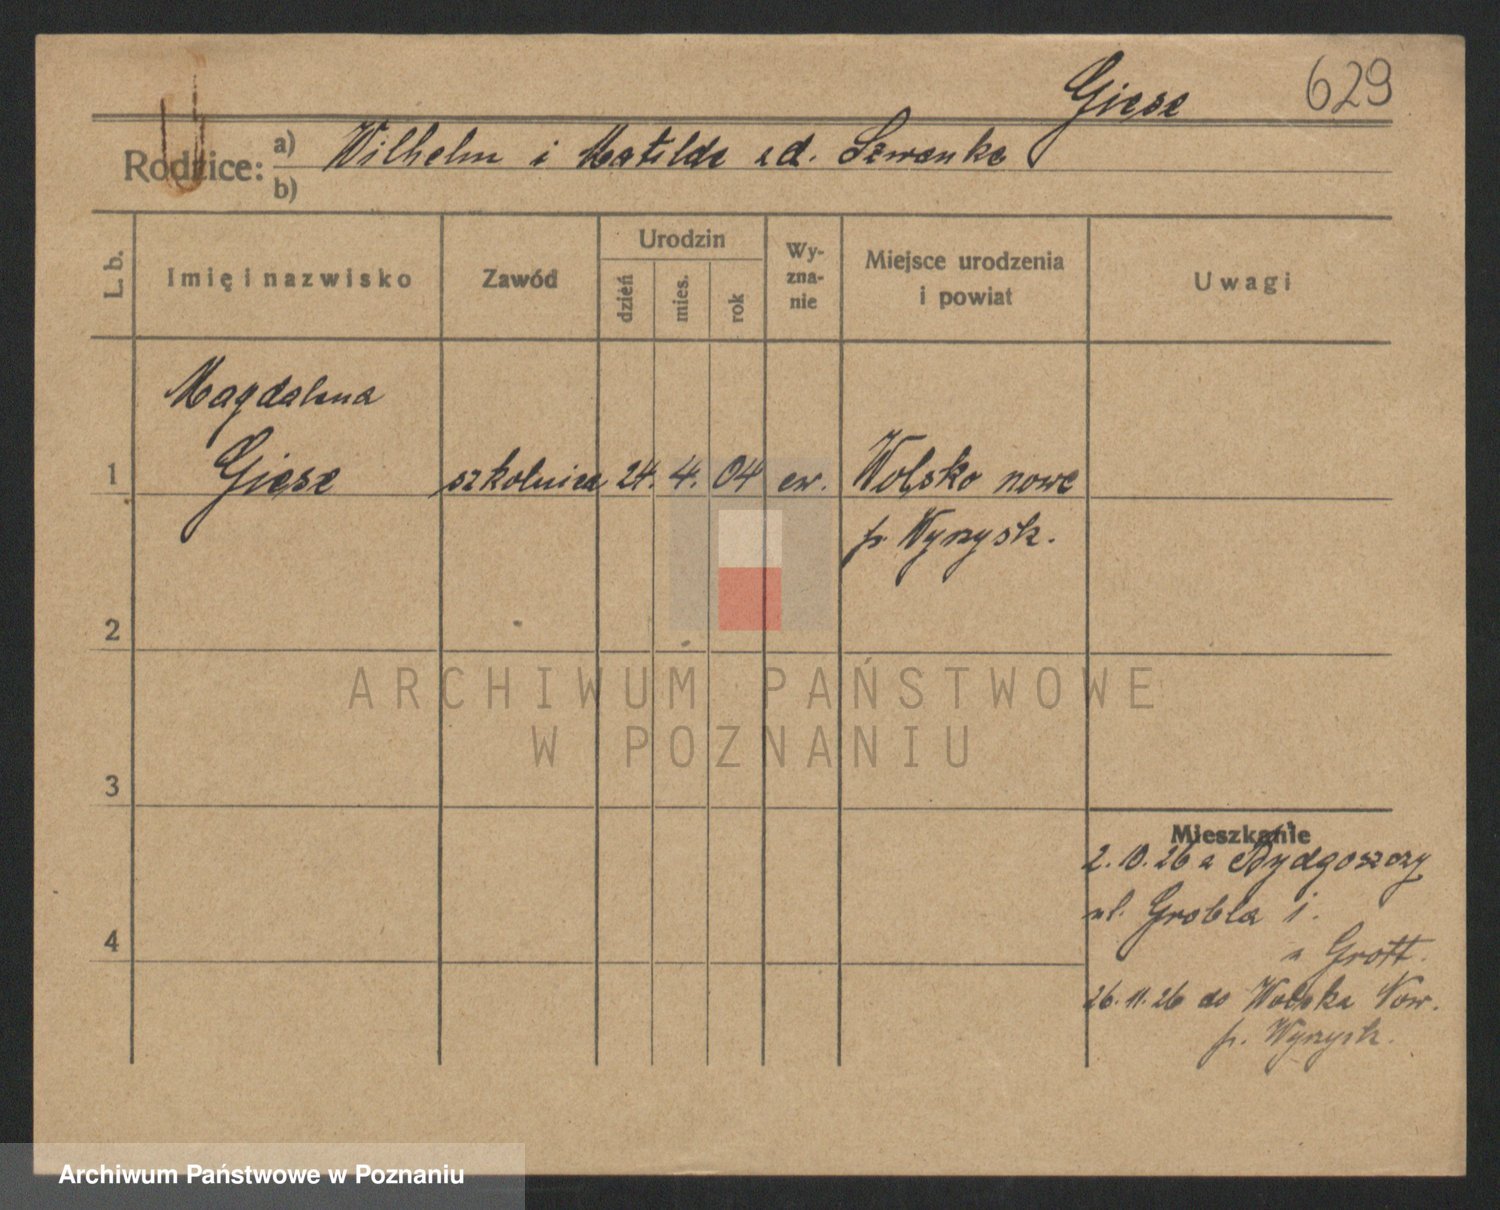 Giese 629
Rodzice: a) Wilhelm i Matilde zd. Szwanke
b)
L. b. Imię i nazwisko Zawód Urodzin dzień mies. rok Wy-zna-nie Miejsce urodzenia i powiat Uwagi
Magdalena
1 Giese szkolnica 24. 4. 04 ew. Wolsko nowe
p. Wyrzysk.
2
ARCHIWUM PAŃSTWOWE
W POZNANIU
3
Mieszkanie
2.10.26 z Bydgoszczy
ul. Grobla 1.
4
u Grott.
26.11.26 do Wolska Now.
p. Wyrzysk.
Archiwum Państwowe w Poznaniu